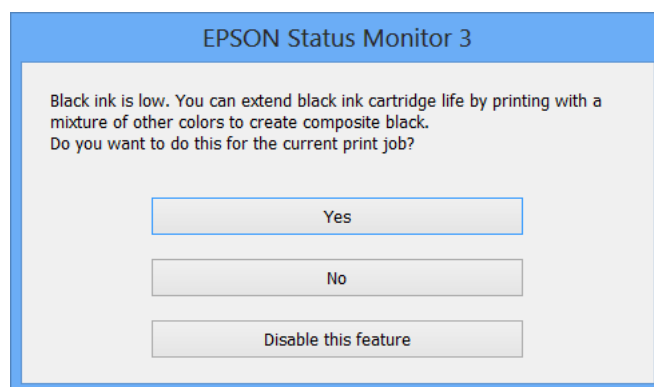 EPSON Status Monitor 3
Black ink is low. You can extend black ink cartridge life by printing with a
mixture of other colors to create composite black.
Do you want to do this for the current print job?
Yes
No
Disable this feature